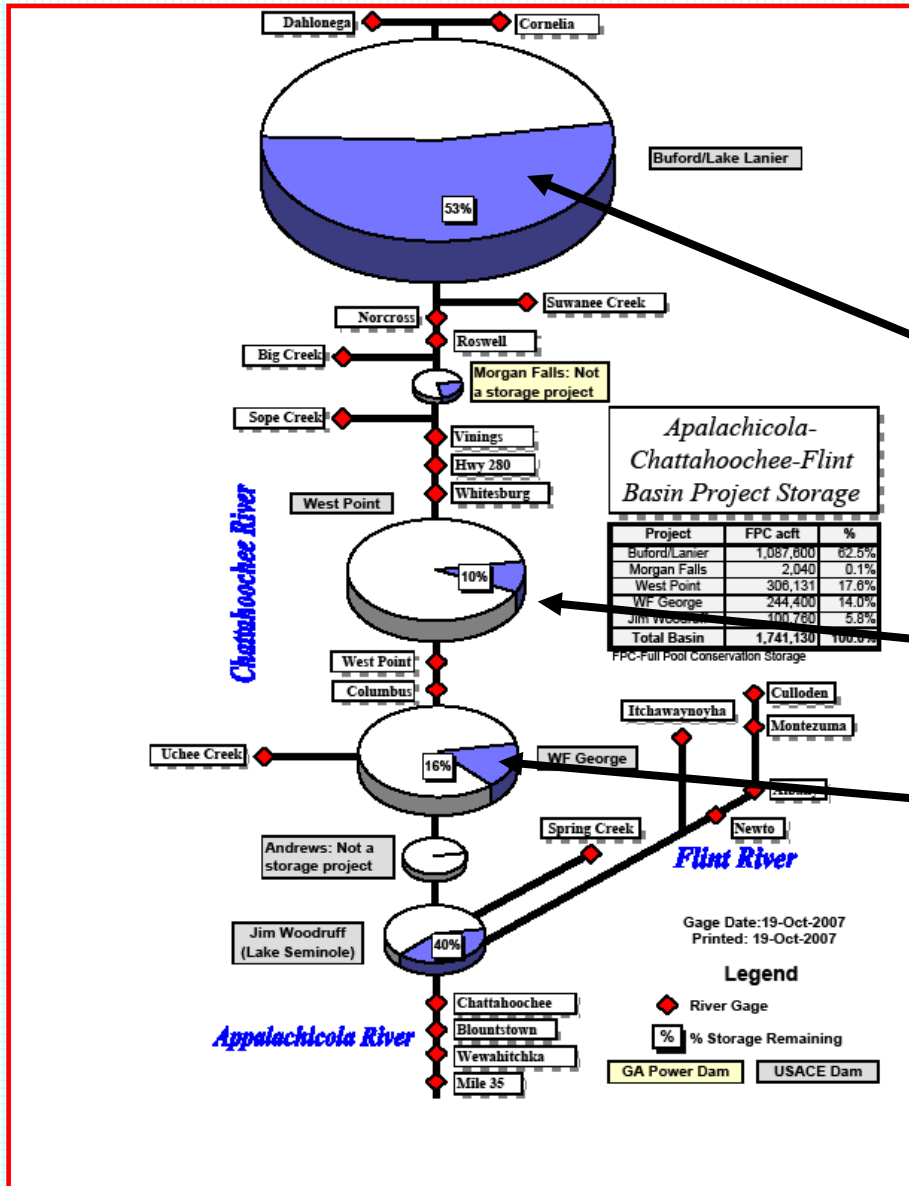 Dahlonega
Cornelia
Buford/Lake Lanier
53%
Suwanee Creek
Norcross
Roswell
Big Creek
Morgan Falls: Not
a storage project
Sope Creek
Vinings
Hwy 280
Whitesburg
West Point
Chattahoochee River
10%
Apalachicola-
Chattahoochee-Flint
Basin Project Storage
Project FPC acft %
Buford/Lanier 1,087,600 62.5%
Morgan Falls 2,040 0.1%
West Point 306,131 17.6%
WF George 244,400 14.0%
Jim Woodruff 100,760 5.8%
Total Basin 1,741,130 100.0%
FPC-Full Pool Conservation Storage
West Point
Columbus
Culloden
Itchawaynoyha
Montezuma
Uchee Creek
16%
WF George
Albany
Newto
Spring Creek
Flint River
Andrews: Not a
storage project
Jim Woodruff
(Lake Seminole)
40%
Gage Date:19-Oct-2007
Printed: 19-Oct-2007
Legend
River Gage
% % Storage Remaining
GA Power Dam
USACE Dam
Chattahoochee
Appalachicola River
Blountstown
Wewahitchka
Mile 35